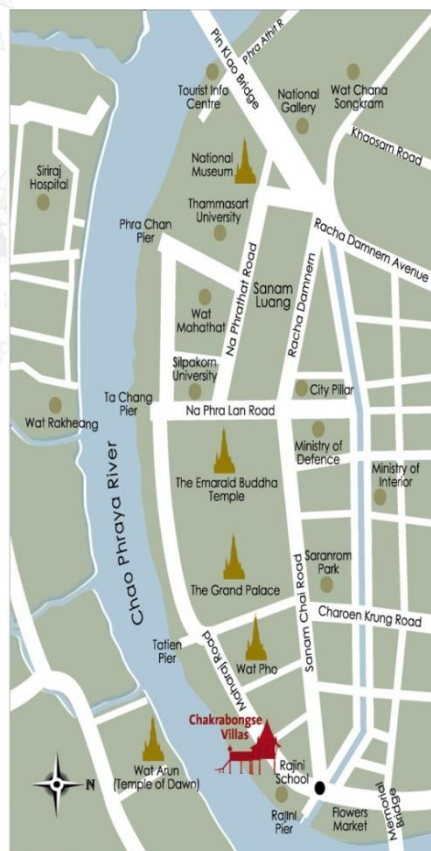 Pin Klao Bridge
Phra Athit R
Tourist Info
Centre
National
Gallery
Wat Chana
Songkram
Khaosarn Road
Siriraj
Hospital
National
Museum
Thammasart
University
Phra Chan
Pier
Racha Damnern Avenue
Na Phrathat Road
Sanam
Luang
Racha Damnern
Wat
Mahathat
Silpakorn
University
Ta Chang
Pier
City Pillar
Na Phra Lan Road
Wat Rakheang
Ministry of
Defence
Ministry of
Interior
The Emarald Buddha
Temple
Chao Phraya River
Saranrom
Park
The Grand Palace
Sanam Chai Road
Charoen Krung Road
Tatien
Pier
Maharaj Road
Wat Pho
Chakrabongse
Villas
Wat Arun
(Temple of Dawn)
N
Rajini
School
Rajini
Pier
Flowers
Market
Memorial
Bridge